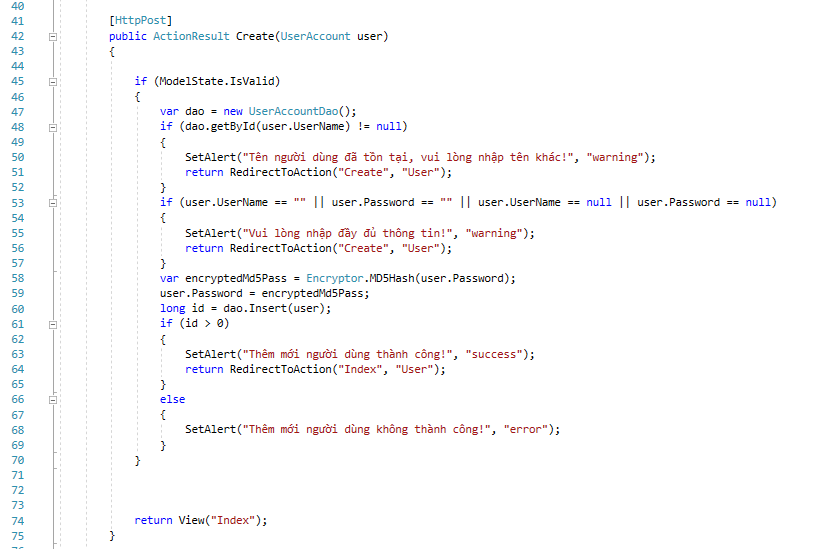 40
41 [HttpPost]
42 public ActionResult Create(UserAccount user)
43 {
44
45 if (ModelState.IsValid)
46 {
47 var dao = new UserAccountDao();
48 if (dao.getById(user.UserName) != null)
49 {
50 SetAlert("Tên người dùng đã tồn tại, vui lòng nhập tên khác!", "warning");
51 return RedirectToAction("Create", "User");
52 }
53 if (user.UserName == "" || user.Password == "" || user.UserName == null || user.Password == null)
54 {
55 SetAlert("Vui lòng nhập đầy đủ thông tin!", "warning");
56 return RedirectToAction("Create", "User");
57 }
58 var encryptedMd5Pass = Encryptor.MD5Hash(user.Password);
59 user.Password = encryptedMd5Pass;
60 long id = dao.Insert(user);
61 if (id > 0)
62 {
63 SetAlert("Thêm mới người dùng thành công!", "success");
64 return RedirectToAction("Index", "User");
65 }
66 else
67 {
68 SetAlert("Thêm mới người dùng không thành công!", "error");
69 }
70 }
71
72
73
74 return View("Index");
75 }